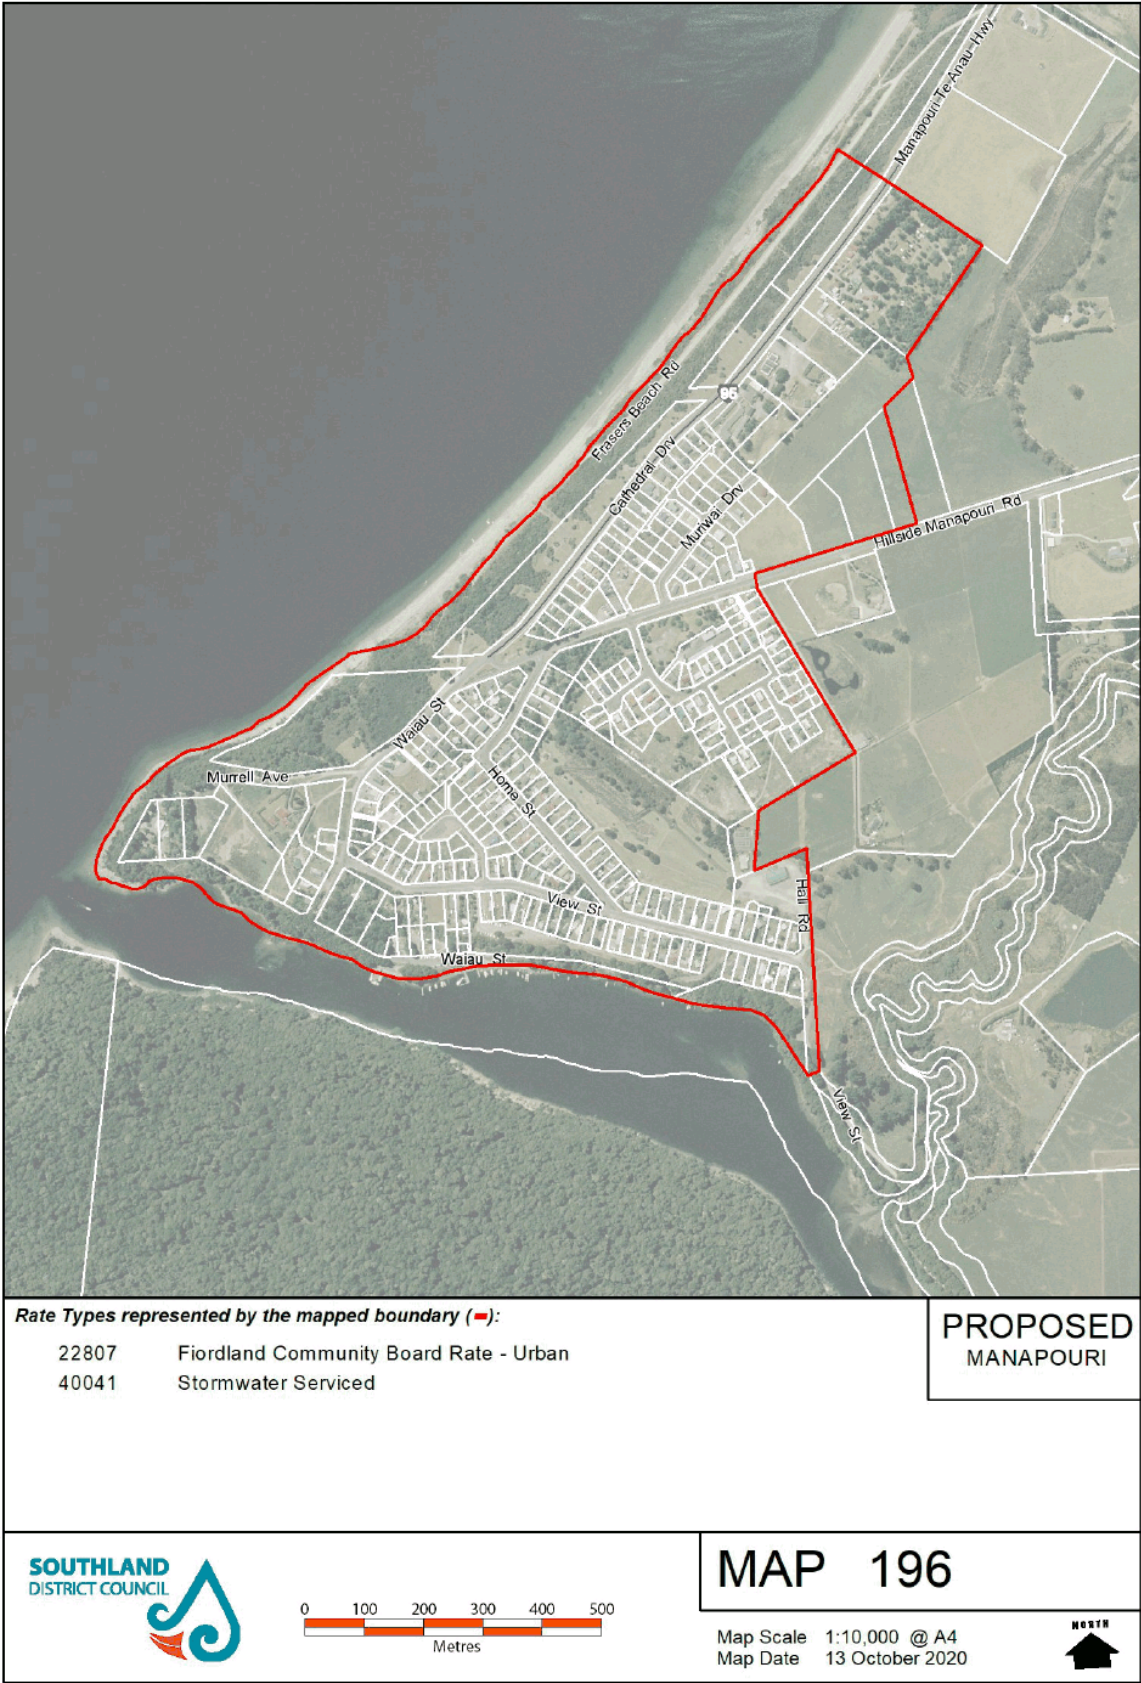 Manapouri-Te Anau-Hwy
Frasers Beach Rd
95
Cathedral Drv
Muriwai Drv
Hillside Manapouri Rd
Waiau St
Murrell Ave
Home St
View St
Hall Rd
Waiau St
View St
Rate Types represented by the mapped boundary ( ):
22807 Fiordland Community Board Rate - Urban
40041 Stormwater Serviced
PROPOSED
MANAPOURI
SOUTHLAND
DISTRICT COUNCIL
0 100 200 300 400 500
Metres
MAP 196
Map Scale 1:10,000 @ A4
Map Date 13 October 2020
NORTH